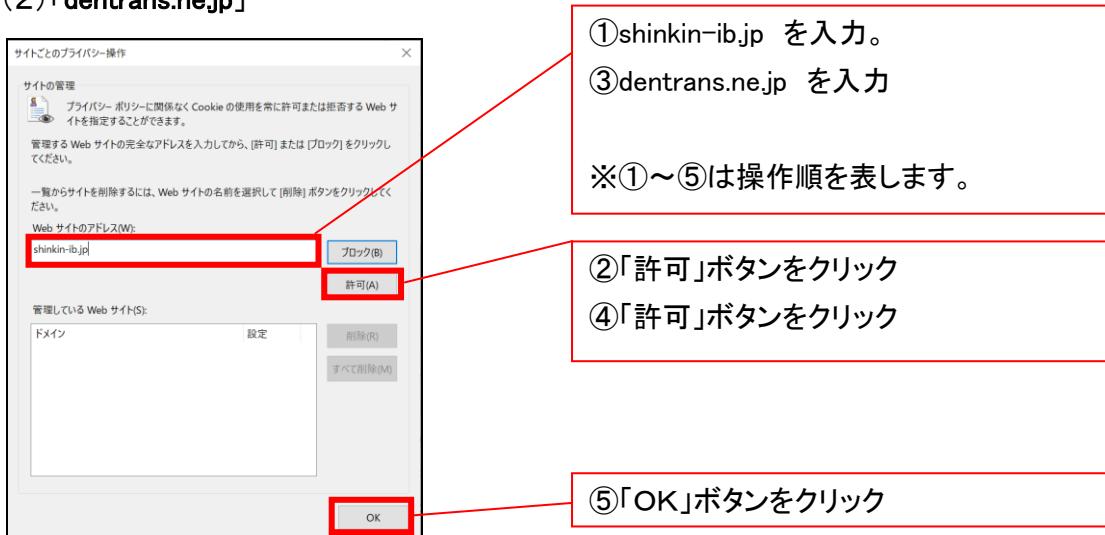 (2)「dentrans.ne.jp」
サイトごとのプライバシー操作
サイトの管理
プライバシー ポリシーに関係なく Cookie の使用を常に許可または拒否する Web サ
イトを指定することができます。
管理する Web サイトの完全なアドレスを入力してから、[許可] または [ブロック] をクリックし
てください。
一覧からサイトを削除するには、Web サイトの名前を選択して [削除] ボタンをクリックしてく
ださい。
Web サイトのアドレス(W):
shinkin-ib.jp
ブロック(B)
許可(A)
管理している Web サイト(S):
ドメイン 設定
削除(R)
すべて削除(M)
OK
①shinkin-ib.jp を入力。
③dentrans.ne.jp を入力
※①～⑤は操作順を表します。
②「許可」ボタンをクリック
④「許可」ボタンをクリック
⑤「OK」ボタンをクリック